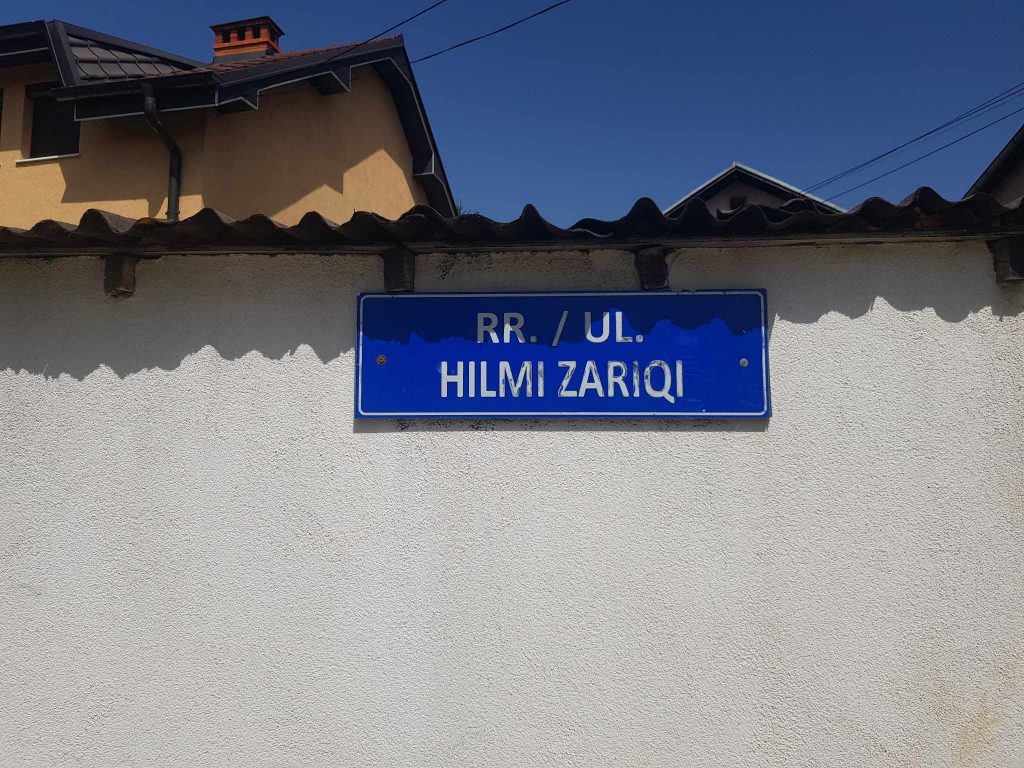 RR. / UL.
HILMI ZARIQI